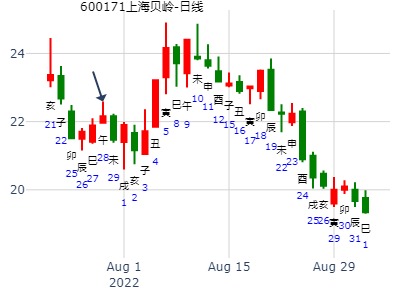 600171上海贝岭-日线
24
22
20
亥
21
子
22
卯
25
辰
26
巳
27
午
28
未
29
戌
1
亥
2
子
3
丑
4
寅
5
巳
8
午
9
未
10
申
11
酉
12
子
15
丑
16
寅
17
卯
18
辰
19
未
22
申
23
酉
24
戌
25
亥
26
寅
29
卯
30
辰
31
巳
1
Aug 1
2022
Aug 15
Aug 29